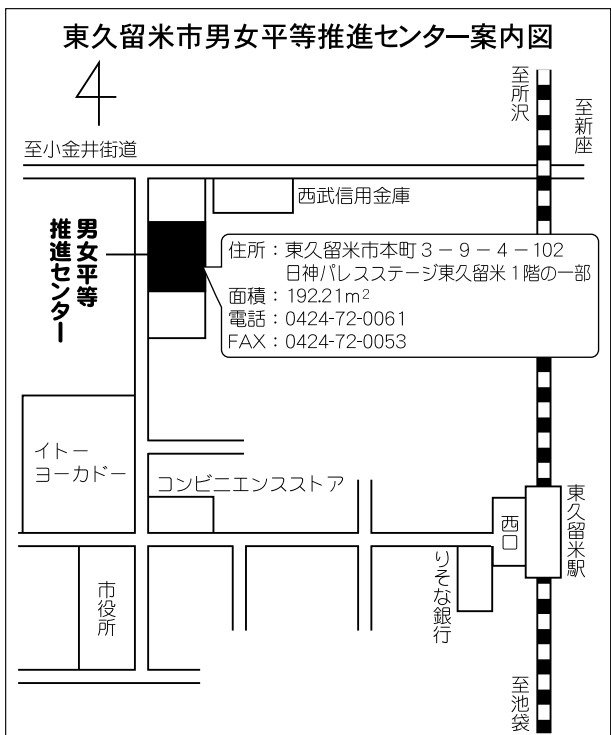 東久留米市男女平等推進センター案内図
至所沢
至新座
至小金井街道
西武信用金庫
男女平等
推進センター
住所：東久留米市本町３－９－４－102
日神パレスステージ東久留米１階の一部
面積：192.21m²
電話：0424-72-0061
FAX：0424-72-0053
イトー
ヨーカドー
コンビニエンスストア
西口
東久留米駅
りそな銀行
市役所
至池袋